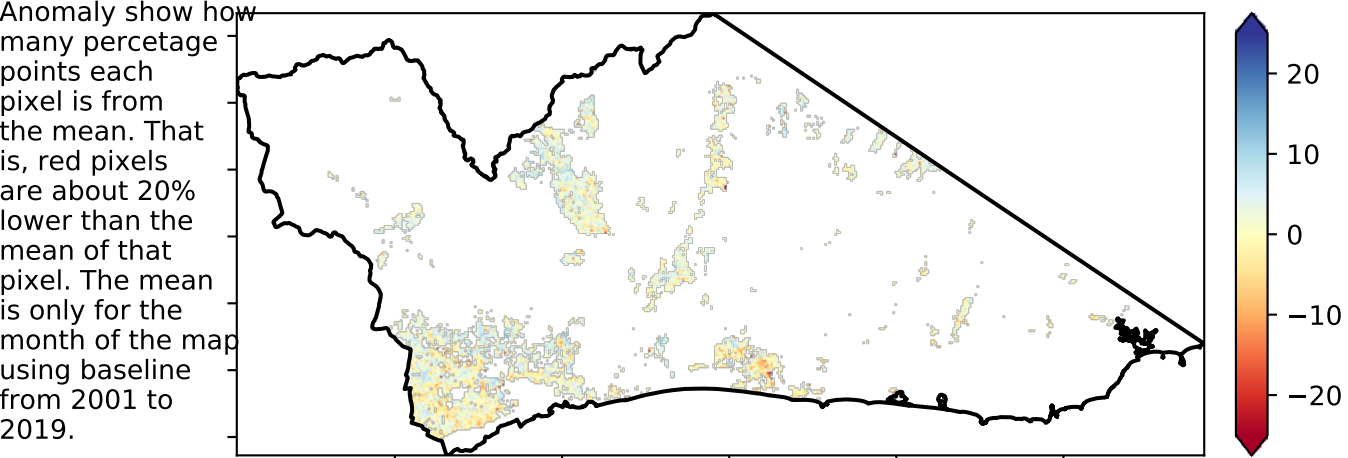 Anomaly show how
many percetage
points each
pixel is from
the mean. That
is, red pixels
are about 20%
lower than the
mean of that
pixel. The mean
is only for the
month of the map
using baseline
from 2001 to
2019.
20
10
0
−10
−20